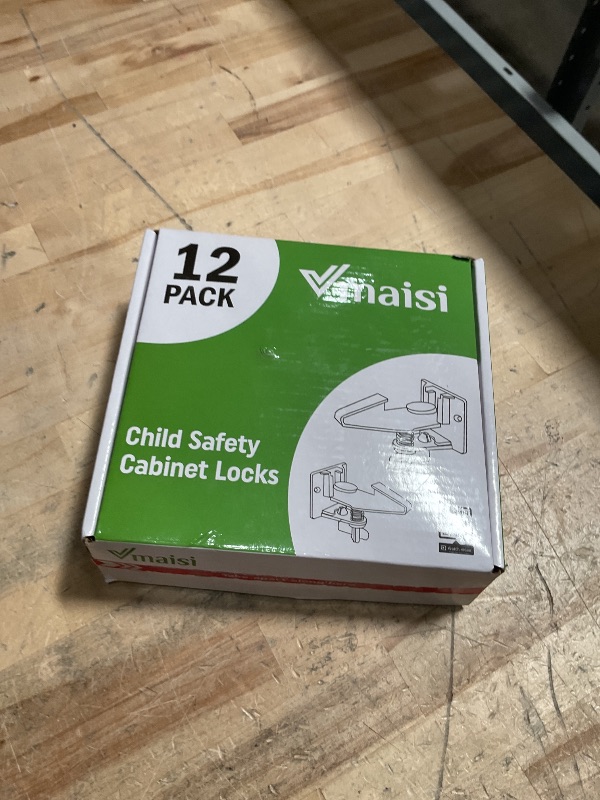 12
PACK
Vmaisi
Child Safety
Cabinet Locks
Vmaisi